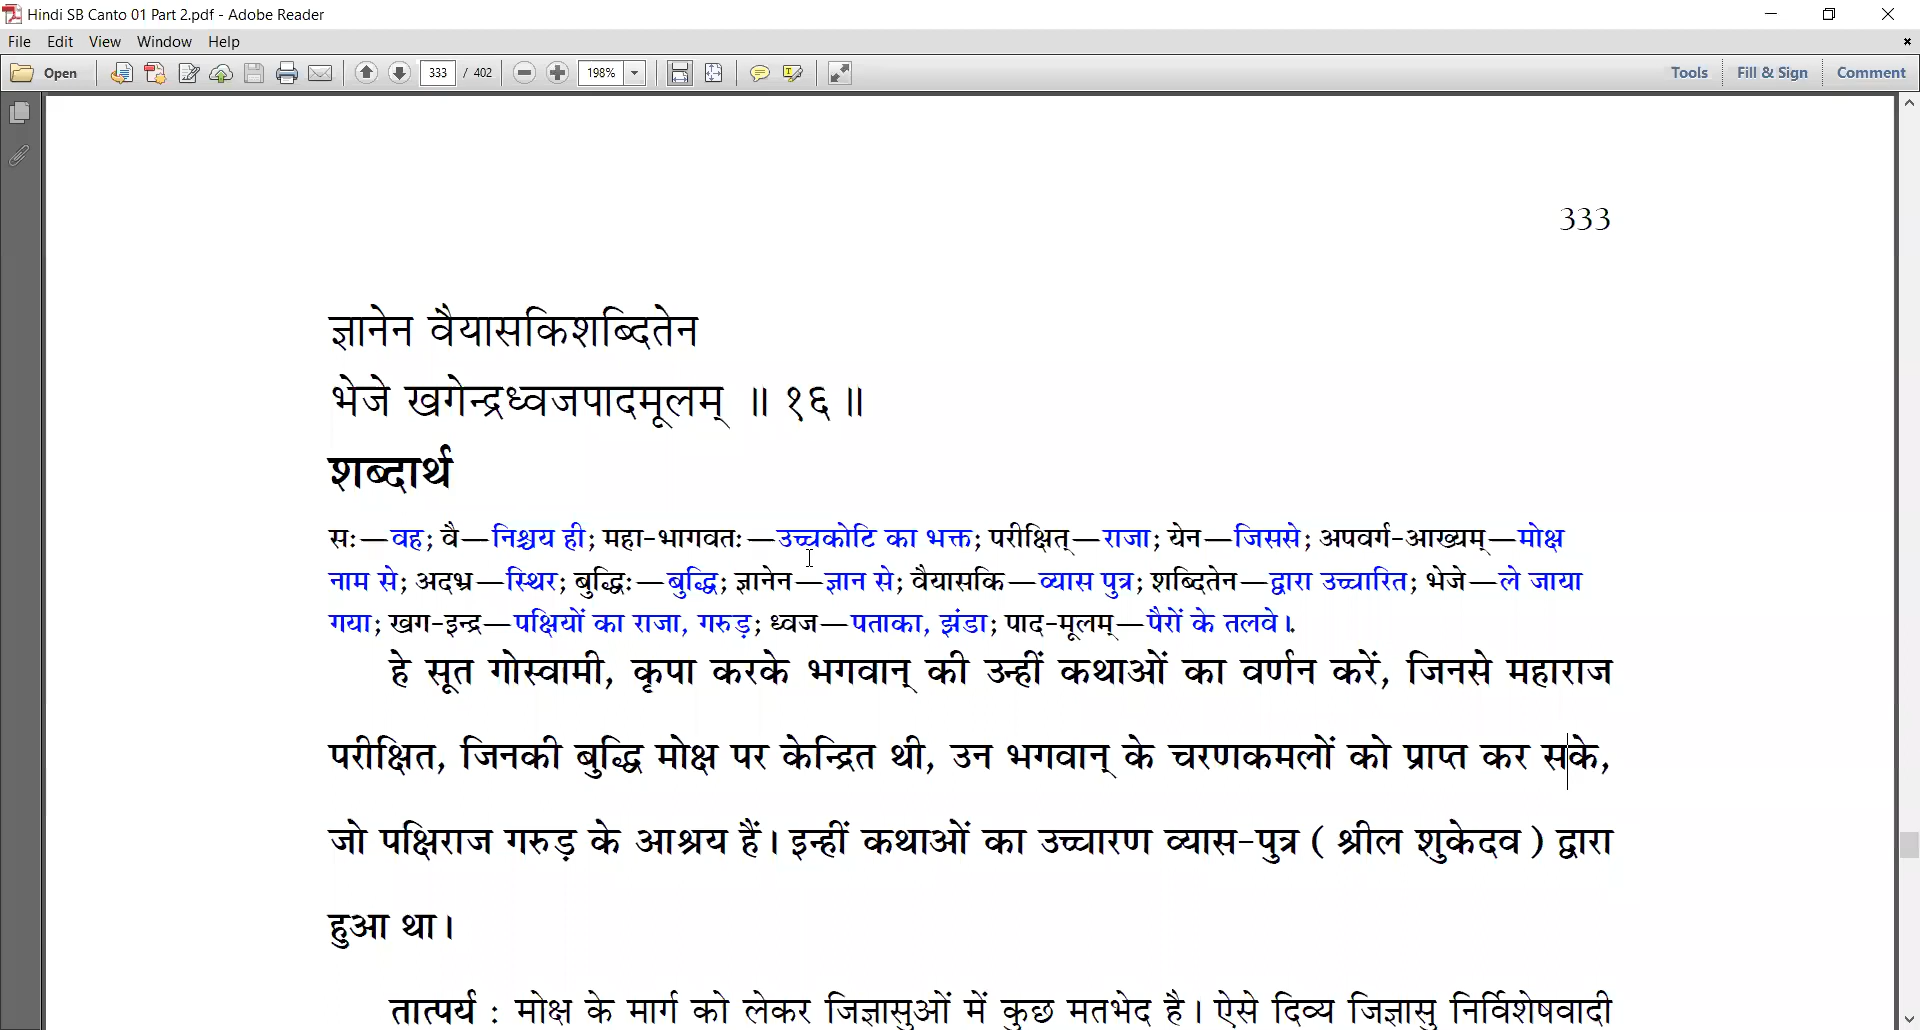 Hindi SB Canto 01 Part 2.pdf - Adobe Reader
File Edit View Window Help
Open 333 / 402 198% Tools Fill & Sign Comment
333
ज्ञानेन वैयासकिशब्दितेन
भेजे खगेन्द्रध्वजपादमूलम् ॥ १६ ॥
शब्दार्थ
सः—वह; वै—निश्चय ही; महा-भागवतः—उच्चकोटि का भक्त; परीक्षित्—राजा; येन—जिससे; अपवर्ग-आख्यम्—मोक्ष
नाम से; अदभ्र—स्थिर; बुद्धिः—बुद्धि; ज्ञानेन—ज्ञान से; वैयासकि—व्यास पुत्र; शब्दितेन—द्वारा उच्चारित; भेजे—ले जाया
गया; खग-इन्द्र—पक्षियों का राजा, गरुड़; ध्वज—पताका, झंडा; पाद-मूलम्—पैरों के तलवे।.
हे सूत गोस्वामी, कृपा करके भगवान् की उन्हीं कथाओं का वर्णन करें, जिनसे महाराज
परीक्षित, जिनकी बुद्धि मोक्ष पर केन्द्रित थी, उन भगवान् के चरणकमलों को प्राप्त कर सके,
जो पक्षिराज गरुड़ के आश्रय हैं। इन्हीं कथाओं का उच्चारण व्यास-पुत्र ( श्रील शुकेदव ) द्वारा
हुआ था।
तात्पर्य : मोक्ष के मार्ग को लेकर जिज्ञासुओं में कुछ मतभेद है। ऐसे दिव्य जिज्ञासु निर्विशेषवादी